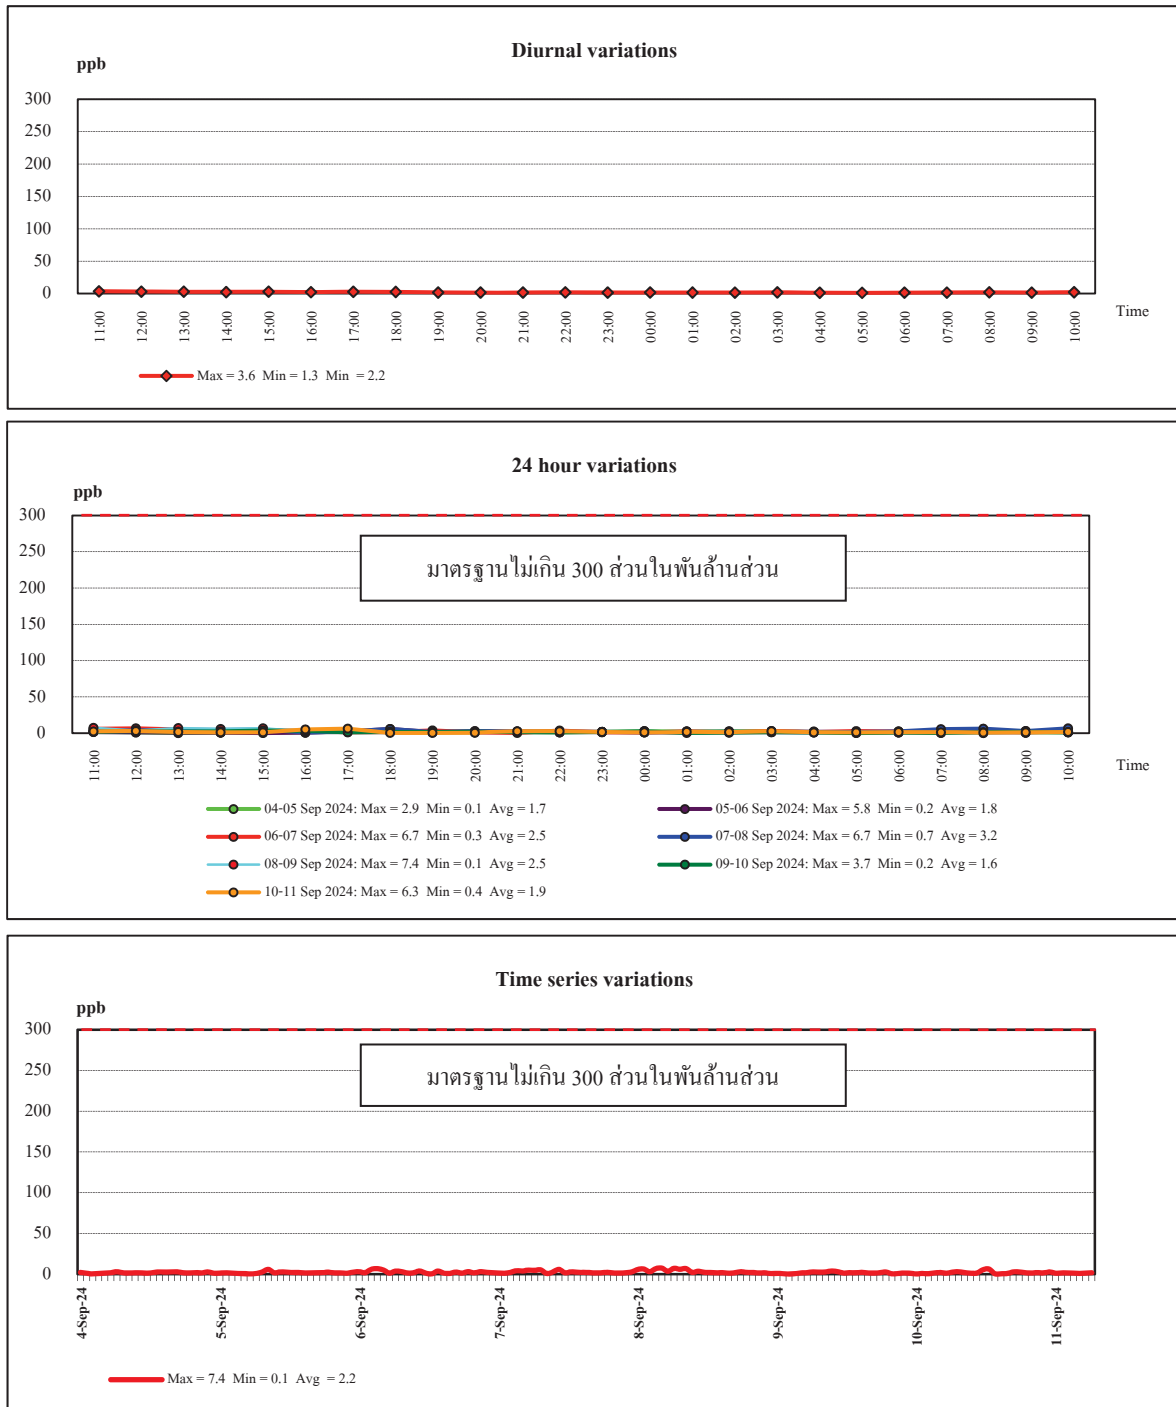 Diurnal variations
ppb
300
250
200
150
100
50
0
11:00 12:00 13:00 14:00 15:00 16:00 17:00 18:00 19:00 20:00 21:00 22:00 23:00 00:00 01:00 02:00 03:00 04:00 05:00 06:00 07:00 08:00 09:00 10:00
Time
Max = 3.6 Min = 1.3 Min = 2.2
24 hour variations
ppb
300
250
200
150
100
50
0
มาตรฐานไม่เกิน 300 ส่วนในพันล้านส่วน
11:00 12:00 13:00 14:00 15:00 16:00 17:00 18:00 19:00 20:00 21:00 22:00 23:00 00:00 01:00 02:00 03:00 04:00 05:00 06:00 07:00 08:00 09:00 10:00
Time
04-05 Sep 2024: Max = 2.9 Min = 0.1 Avg = 1.7
05-06 Sep 2024: Max = 5.8 Min = 0.2 Avg = 1.8
06-07 Sep 2024: Max = 6.7 Min = 0.3 Avg = 2.5
07-08 Sep 2024: Max = 6.7 Min = 0.7 Avg = 3.2
08-09 Sep 2024: Max = 7.4 Min = 0.1 Avg = 2.5
09-10 Sep 2024: Max = 3.7 Min = 0.2 Avg = 1.6
10-11 Sep 2024: Max = 6.3 Min = 0.4 Avg = 1.9
Time series variations
ppb
300
250
200
150
100
50
0
มาตรฐานไม่เกิน 300 ส่วนในพันล้านส่วน
4-Sep-24 5-Sep-24 6-Sep-24 7-Sep-24 8-Sep-24 9-Sep-24 10-Sep-24 11-Sep-24
Max = 7.4 Min = 0.1 Avg = 2.2